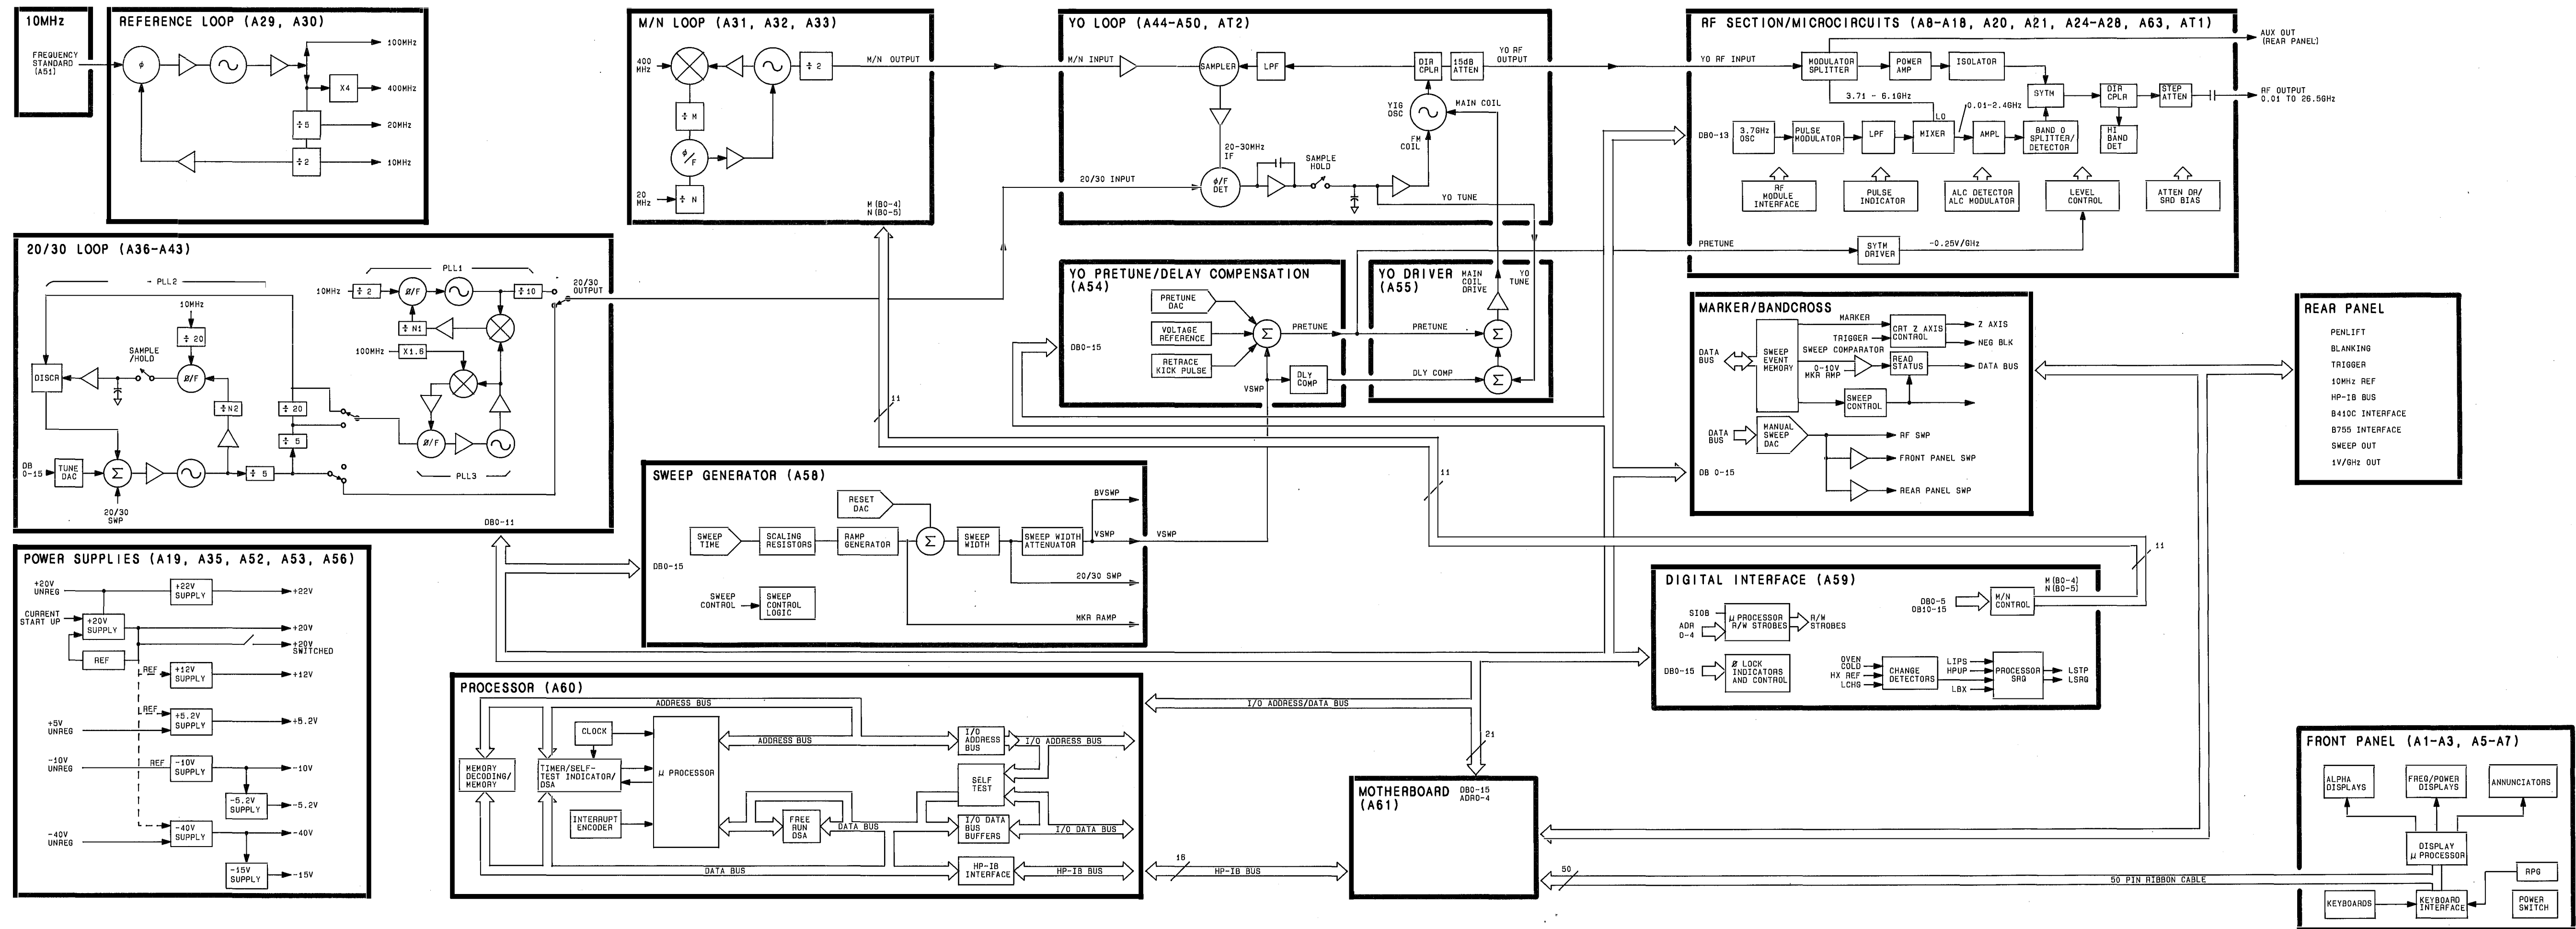 10MHz
FREQUENCY
STANDARD
(A51)
REFERENCE LOOP (A29, A30)
ϕ
100MHz
X4
400MHz
÷5
20MHz
÷2
10MHz
M/N LOOP (A31, A32, A33)
400
MHz
÷ 2
M/N OUTPUT
÷ M
ϕ/F
20
MHz
÷ N
M (B0-4)
N (B0-5)
YO LOOP (A44-A50, AT2)
M/N INPUT
SAMPLER
LPF
DIR
CPLR
15dB
ATTEN
YO RF
OUTPUT
YIG
OSC
MAIN COIL
FM
COIL
20-30MHz
IF
SAMPLE
HOLD
20/30 INPUT
ϕ/F
DET
YO TUNE
RF SECTION/MICROCIRCUITS (A8-A18, A20, A21, A24-A28, A63, AT1)
AUX OUT
(REAR PANEL)
YO RF INPUT
MODULATOR
SPLITTER
POWER
AMP
ISOLATOR
3.71 - 6.1GHz
LO
0.01-2.4GHz
SYTM
DIR
CPLR
STEP
ATTEN
RF OUTPUT
0.01 TO 26.5GHz
DB0-13
3.7GHz
OSC
PULSE
MODULATOR
LPF
MIXER
AMPL
BAND 0
SPLITTER/
DETECTOR
HI
BAND
DET
RF
MODULE
INTERFACE
PULSE
INDICATOR
ALC DETECTOR
ALC MODULATOR
LEVEL
CONTROL
ATTEN DR/
SRD BIAS
PRETUNE
SYTM
DRIVER
-0.25V/GHz
20/30 LOOP (A36-A43)
PLL2
10MHz
÷ 20
SAMPLE
/HOLD
DISCR
Ø/F
÷N2
÷ 20
÷ 5
DB
0-15
TUNE
DAC
Σ
÷ 5
20/30
SWP
PLL1
10MHz
÷ 2
Ø/F
÷10
20/30
OUTPUT
÷ N1
100MHz
X1.6
Ø/F
PLL3
DB0-11
YO PRETUNE/DELAY COMPENSATION
(A54)
PRETUNE
DAC
VOLTAGE
REFERENCE
RETRACE
KICK PULSE
DB0-15
Σ
PRETUNE
VSWP
DLY
COMP
YO DRIVER
(A55)
MAIN
COIL
DRIVE
YO
TUNE
PRETUNE
Σ
DLY COMP
Σ
MARKER/BANDCROSS
MARKER
TRIGGER
CRT Z AXIS
CONTROL
Z AXIS
NEG BLK
DATA
BUS
SWEEP
EVENT
MEMORY
SWEEP COMPARATOR
0-10V
MKR RAMP
READ
STATUS
DATA BUS
SWEEP
CONTROL
DATA
BUS
MANUAL
SWEEP
DAC
RF SWP
FRONT PANEL SWP
REAR PANEL SWP
DB 0-15
REAR PANEL
PENLIFT
BLANKING
TRIGGER
10MHz REF
HP-IB BUS
8410C INTERFACE
8755 INTERFACE
SWEEP OUT
1V/GHz OUT
11
11
11
SWEEP GENERATOR (A58)
RESET
DAC
BVSWP
SWEEP
TIME
SCALING
RESISTORS
RAMP
GENERATOR
Σ
SWEEP
WIDTH
SWEEP WIDTH
ATTENUATOR
VSWP
VSWP
DB0-15
20/30 SWP
SWEEP
CONTROL
SWEEP
CONTROL
LOGIC
MKR RAMP
POWER SUPPLIES (A19, A35, A52, A53, A56)
+20V
UNREG
+22V
SUPPLY
+22V
CURRENT
START UP
+20V
SUPPLY
+20V
+20V
SWITCHED
REF
REF
+12V
SUPPLY
+12V
REF
+5V
UNREG
+5.2V
SUPPLY
+5.2V
-10V
UNREG
REF
-10V
SUPPLY
-10V
-5.2V
SUPPLY
-5.2V
-40V
UNREG
-40V
SUPPLY
-40V
-15V
SUPPLY
-15V
DIGITAL INTERFACE (A59)
SIOB
ADR
0-4
µ PROCESSOR
R/W STROBES
R/W
STROBES
DB0-5
DB10-15
M/N
CONTROL
M (B0-4)
N (B0-5)
DB0-15
Ø LOCK
INDICATORS
AND CONTROL
OVEN
COLD
HX REF
LCHG
CHANGE
DETECTORS
LIPS
HPUP
LBX
PROCESSOR
SRQ
LSTP
LSRQ
PROCESSOR (A60)
ADDRESS BUS
CLOCK
ADDRESS BUS
I/O
ADDRESS
BUS
I/O ADDRESS BUS
MEMORY
DECODING/
MEMORY
TIMER/SELF-
TEST INDICATOR/
DSA
µ PROCESSOR
SELF
TEST
INTERRUPT
ENCODER
FREE
RUN
DSA
DATA BUS
I/O DATA
BUS
BUFFERS
I/O DATA BUS
DATA BUS
HP-IB
INTERFACE
HP-IB BUS
I/O ADDRESS/DATA BUS
21
16
HP-IB BUS
MOTHERBOARD
(A61)
DB0-15
ADR0-4
50
50 PIN RIBBON CABLE
FRONT PANEL (A1-A3, A5-A7)
ALPHA
DISPLAYS
FREQ/POWER
DISPLAYS
ANNUNCIATORS
DISPLAY
µ PROCESSOR
RPG
KEYBOARDS
KEYBOARD
INTERFACE
POWER
SWITCH